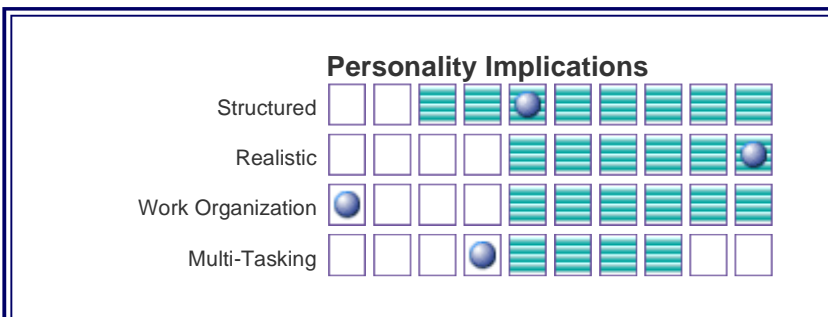 Personality Implications
Structured
Realistic
Work Organization
Multi-Tasking